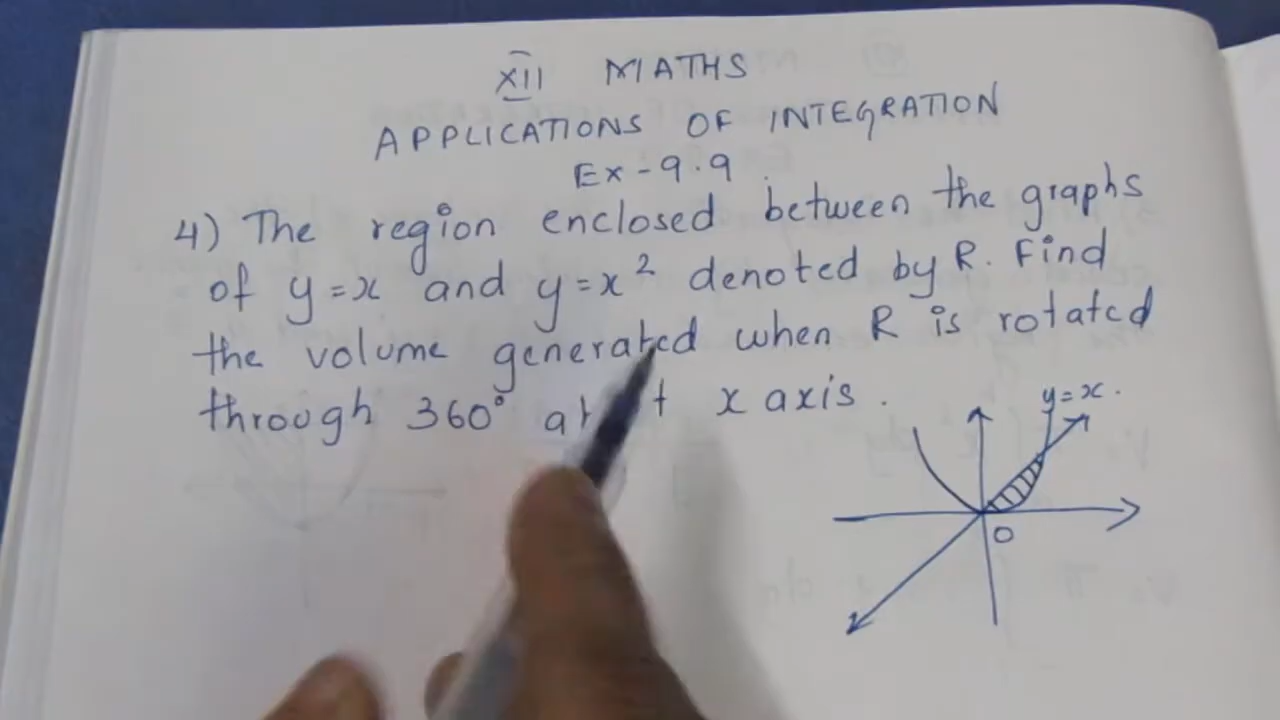 XII MATHS
APPLICATIONS OF INTEGRATION
Ex-9.9
4) The region enclosed between the graphs
of y=x and y=x² denoted by R. Find
the volume generated when R is rotated
through 360° x axis.
y=x.
O